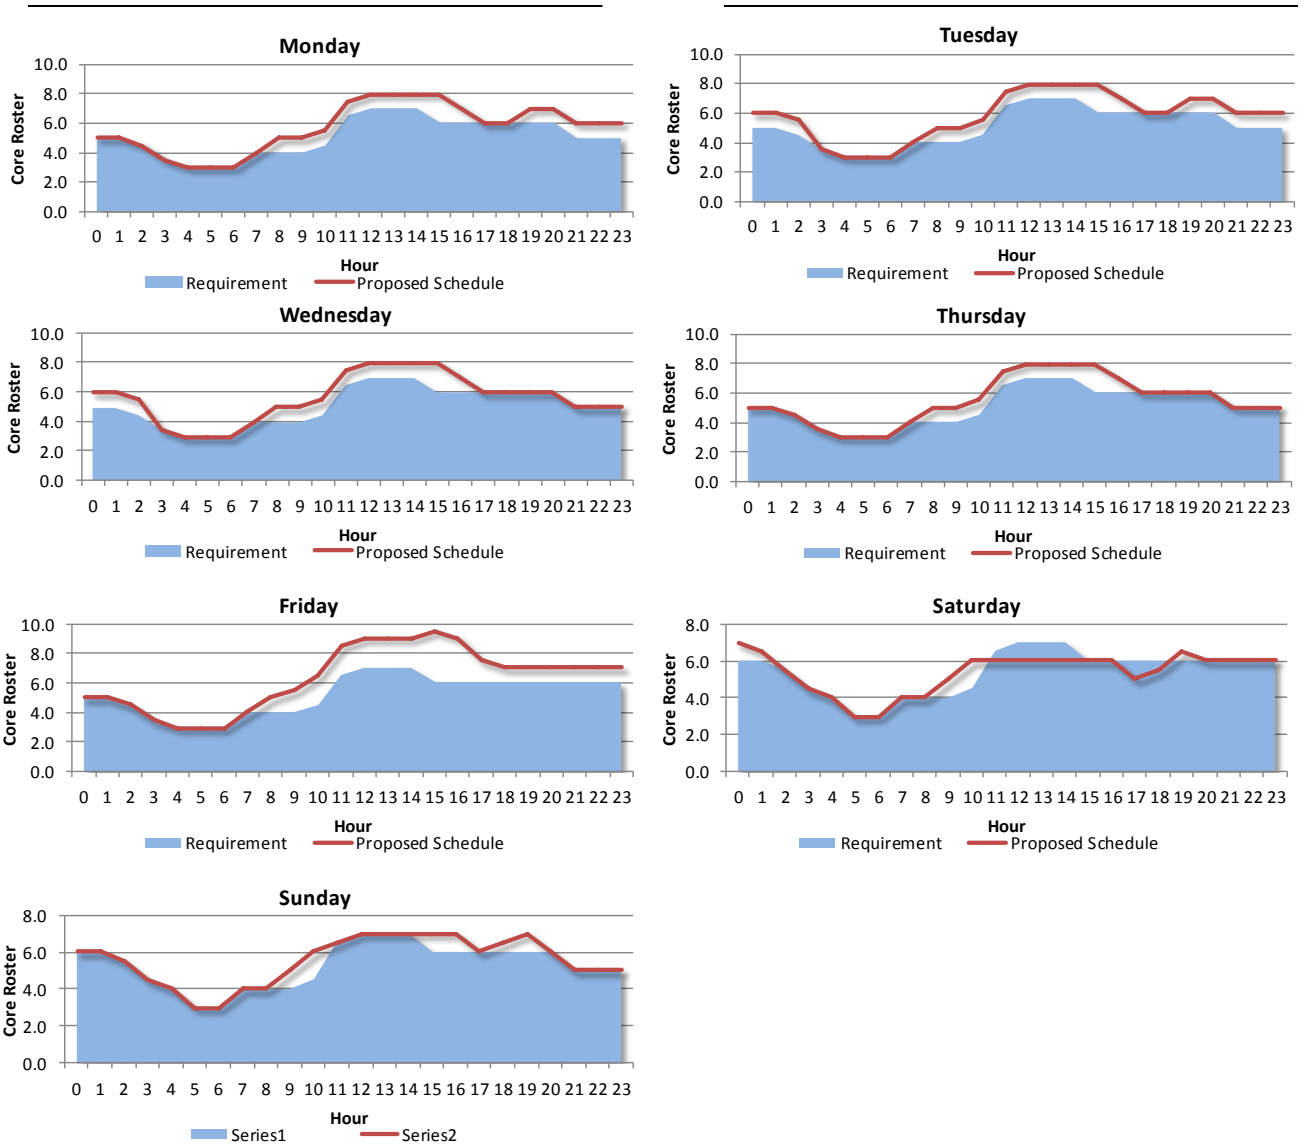 Monday
10.0
8.0
6.0
4.0
2.0
0.0
Core Roster
0 1 2 3 4 5 6 7 8 9 10 11 12 13 14 15 16 17 18 19 20 21 22 23
Hour
Requirement Proposed Schedule
Tuesday
10.0
8.0
6.0
4.0
2.0
0.0
Core Roster
0 1 2 3 4 5 6 7 8 9 10 11 12 13 14 15 16 17 18 19 20 21 22 23
Hour
Requirement Proposed Schedule
Wednesday
10.0
8.0
6.0
4.0
2.0
0.0
Core Roster
0 1 2 3 4 5 6 7 8 9 10 11 12 13 14 15 16 17 18 19 20 21 22 23
Hour
Requirement Proposed Schedule
Thursday
10.0
8.0
6.0
4.0
2.0
0.0
Core Roster
0 1 2 3 4 5 6 7 8 9 10 11 12 13 14 15 16 17 18 19 20 21 22 23
Hour
Requirement Proposed Schedule
Friday
10.0
8.0
6.0
4.0
2.0
0.0
Core Roster
0 1 2 3 4 5 6 7 8 9 10 11 12 13 14 15 16 17 18 19 20 21 22 23
Hour
Requirement Proposed Schedule
Saturday
8.0
6.0
4.0
2.0
0.0
Core Roster
0 1 2 3 4 5 6 7 8 9 10 11 12 13 14 15 16 17 18 19 20 21 22 23
Hour
Requirement Proposed Schedule
Sunday
8.0
6.0
4.0
2.0
0.0
Core Roster
0 1 2 3 4 5 6 7 8 9 10 11 12 13 14 15 16 17 18 19 20 21 22 23
Hour
Series1 Series2